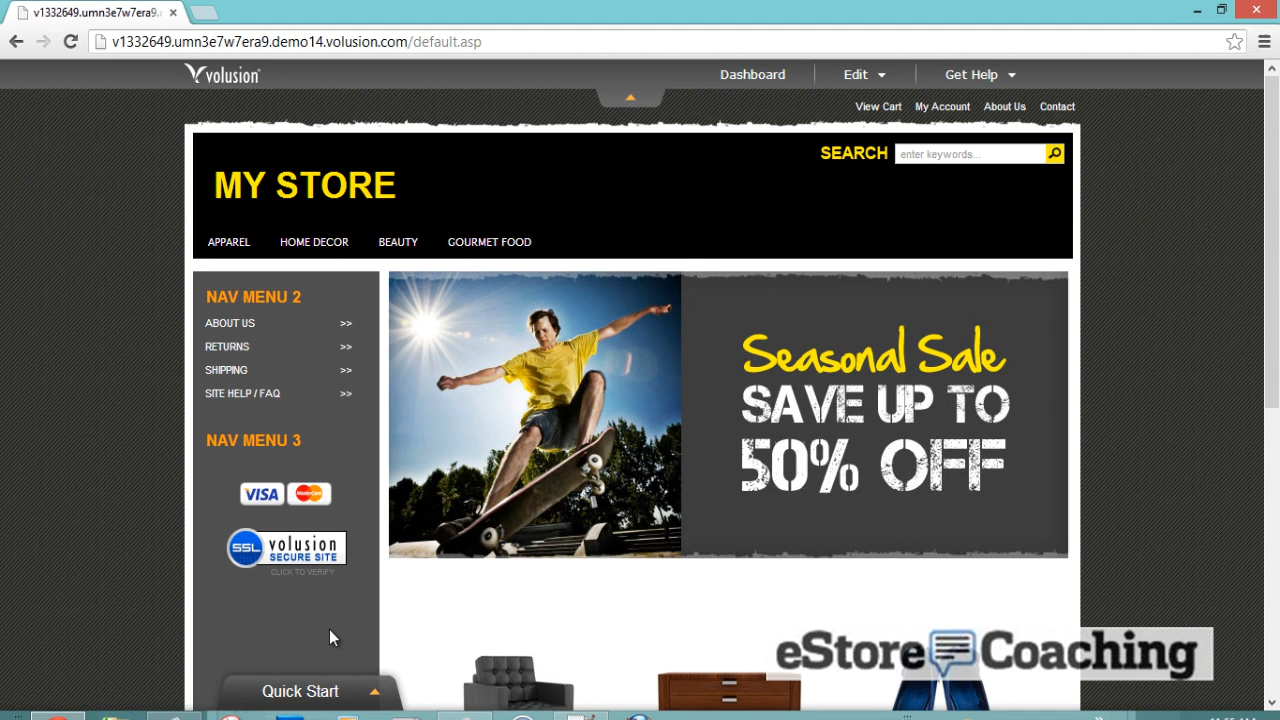 v1332649.umn3e7w7era9.
v1332649.umn3e7w7era9.demo14.volusion.com/default.asp
volusion
Dashboard
Edit
Get Help
View Cart
My Account
About Us
Contact
SEARCH
enter keywords...
MY STORE
APPAREL
HOME DECOR
BEAUTY
GOURMET FOOD
NAV MENU 2
ABOUT US >>
RETURNS >>
SHIPPING >>
SITE HELP / FAQ >>
NAV MENU 3
VISA
MasterCard
SSL
volusion
SECURE SITE
CLICK TO VERIFY
Seasonal Sale
SAVE UP TO
50% OFF
eStore Coaching
Quick Start